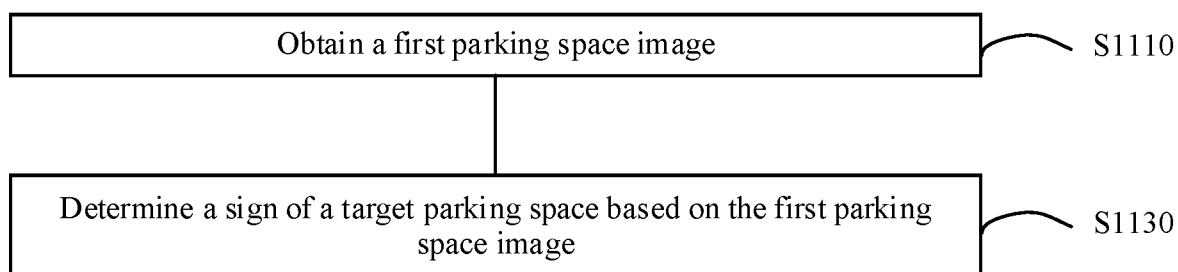 Obtain a first parking space image
S1110
Determine a sign of a target parking space based on the first parking
space image
S1130